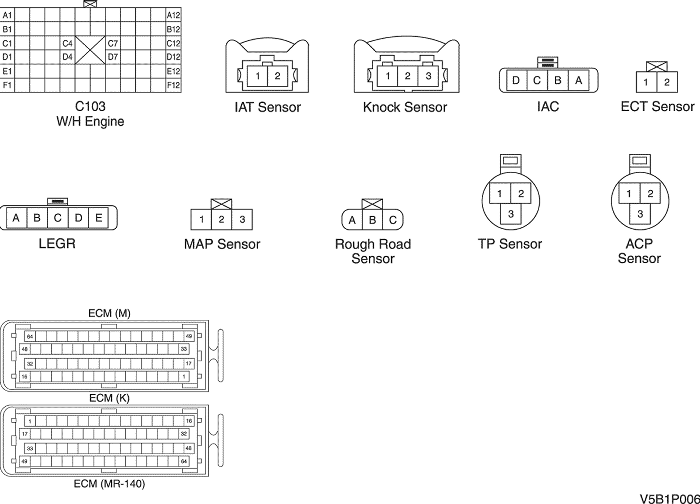 A1 A12
B1 B12
C1 C4 C7 C12
D1 D4 D7 D12
E1 E12
F1 F12
C103
W/H Engine
1 2
IAT Sensor
1 2 3
Knock Sensor
D C B A
IAC
1 2
ECT Sensor
A B C D E
LEGR
1 2 3
MAP Sensor
A B C
Rough Road
Sensor
1 2
3
TP Sensor
1 2
3
ACP
Sensor
ECM (M)
64 49
48 33
32 17
16 1
ECM (K)
1 16
17 32
33 48
49 64
ECM (MR-140)
V5B1P006